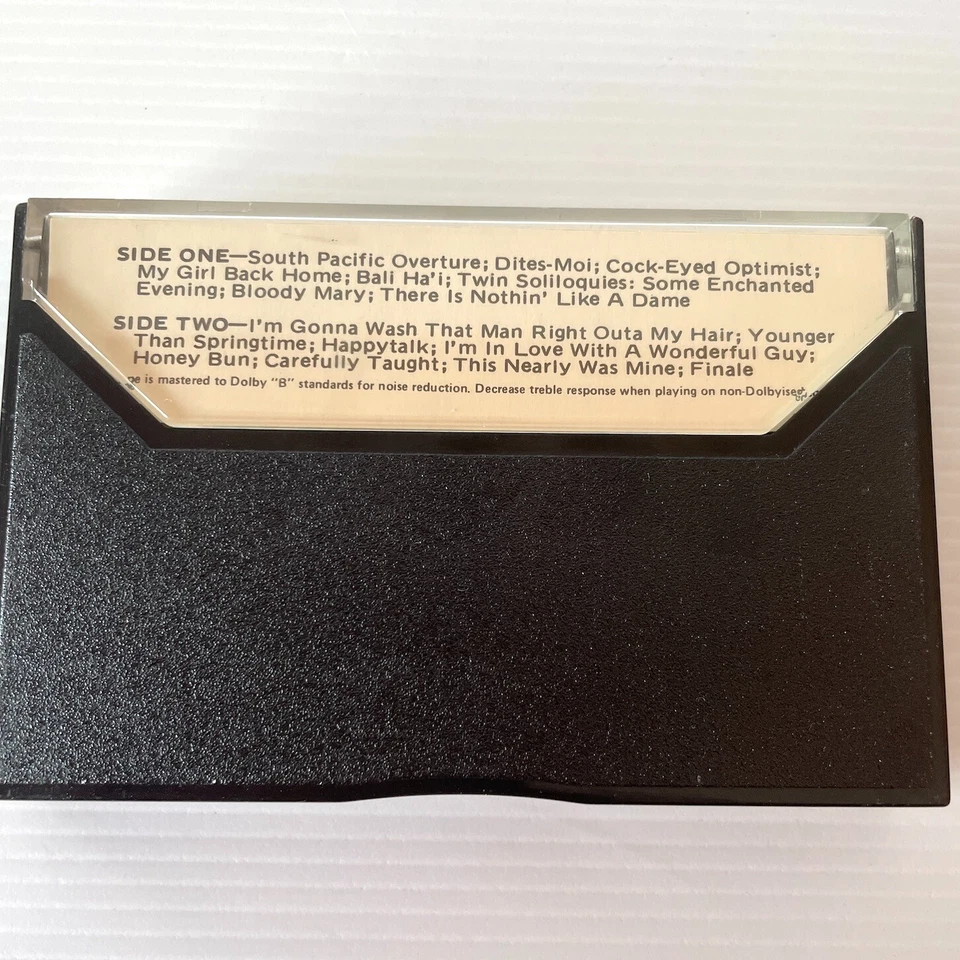 SIDE ONE—South Pacific Overture; Dites-Moi; Cock-Eyed Optimist;
My Girl Back Home; Bali Ha'i; Twin Soliloquies: Some Enchanted
Evening; Bloody Mary; There Is Nothin' Like A Dame
SIDE TWO—I'm Gonna Wash That Man Right Outa My Hair; Younger
Than Springtime; Happytalk; I'm In Love With A Wonderful Guy;
Honey Bun; Carefully Taught; This Nearly Was Mine; Finale
is mastered to Dolby "B" standards for noise reduction. Decrease treble response when playing on